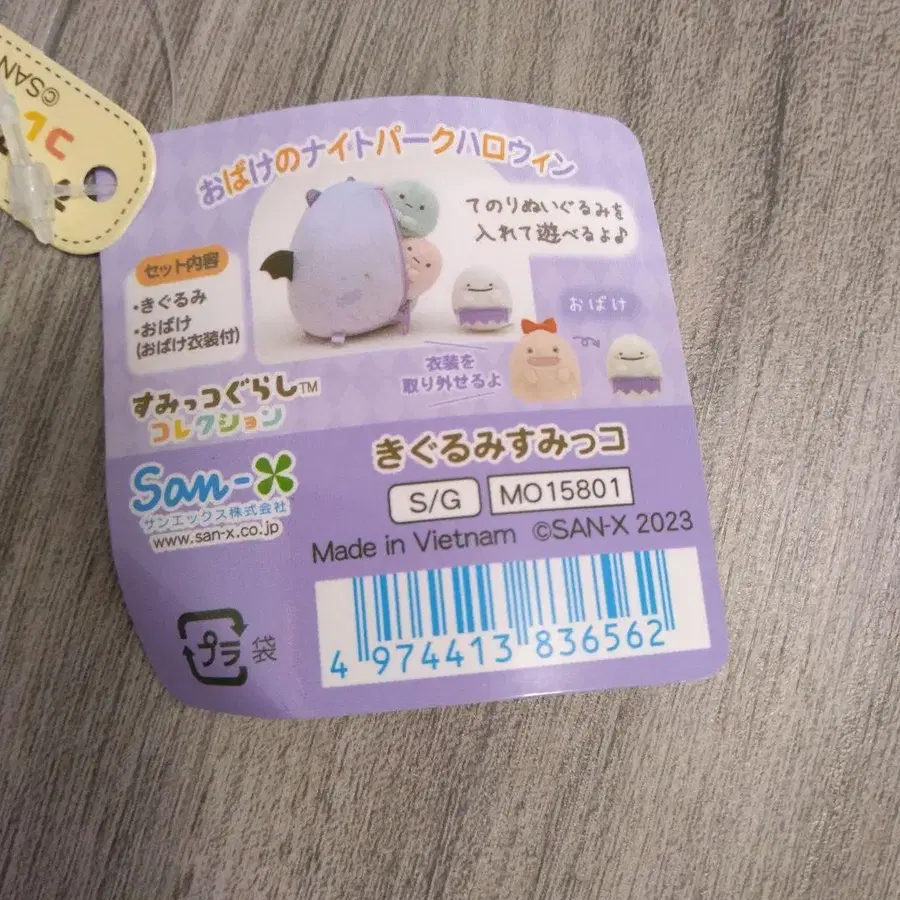 ©SAN
コレ
おばけのナイトパークハロウィン
てのりぬいぐるみを
入れて遊べるよ♪
セット内容
・きぐるみ
・おばけ
(おばけ衣装付)
おばけ
衣装を
取り外せるよ
すみっコぐらし™
コレクション
きぐるみすみっコ
S/G MO15801
San-X
サンエックス株式会社
www.san-x.co.jp
Made in Vietnam ©SAN-X 2023
プラ 袋
4 974413 836562